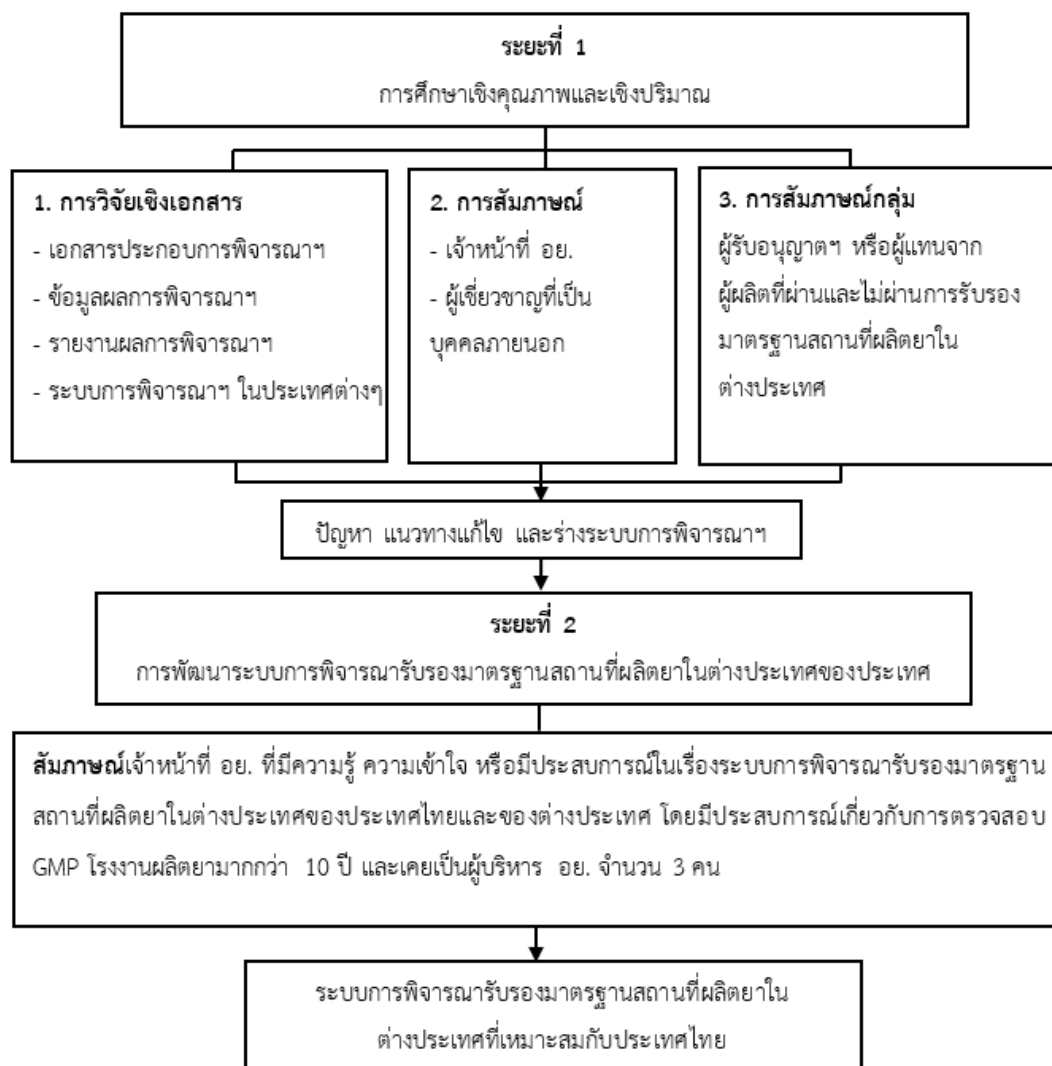 ระยะที่ 1
การศึกษาเชิงคุณภาพและเชิงปริมาณ
1. การวิจัยเชิงเอกสาร
- เอกสารประกอบการพิจารณาฯ
- ข้อมูลผลการพิจารณาฯ
- รายงานผลการพิจารณาฯ
- ระบบการพิจารณาฯ ในประเทศต่างๆ
2. การสัมภาษณ์
- เจ้าหน้าที่ อย.
- ผู้เชี่ยวชาญที่เป็น
บุคคลภายนอก
3. การสัมภาษณ์กลุ่ม
ผู้รับอนุญาตฯ หรือผู้แทนจาก
ผู้ผลิตที่ผ่านและไม่ผ่านการรับรอง
มาตรฐานสถานที่ผลิตยาใน
ต่างประเทศ
ปัญหา แนวทางแก้ไข และร่างระบบการพิจารณาฯ
ระยะที่ 2
การพัฒนาระบบการพิจารณารับรองมาตรฐานสถานที่ผลิตยาในต่างประเทศของประเทศ
สัมภาษณ์เจ้าหน้าที่ อย. ที่มีความรู้ ความเข้าใจ หรือมีประสบการณ์ในเรื่องระบบการพิจารณารับรองมาตรฐาน
สถานที่ผลิตยาในต่างประเทศของประเทศไทยและของต่างประเทศ โดยมีประสบการณ์เกี่ยวกับการตรวจสอบ
GMP โรงงานผลิตยามากกว่า 10 ปี และเคยเป็นผู้บริหาร อย. จำนวน 3 คน
ระบบการพิจารณารับรองมาตรฐานสถานที่ผลิตยาใน
ต่างประเทศที่เหมาะสมกับประเทศไทย